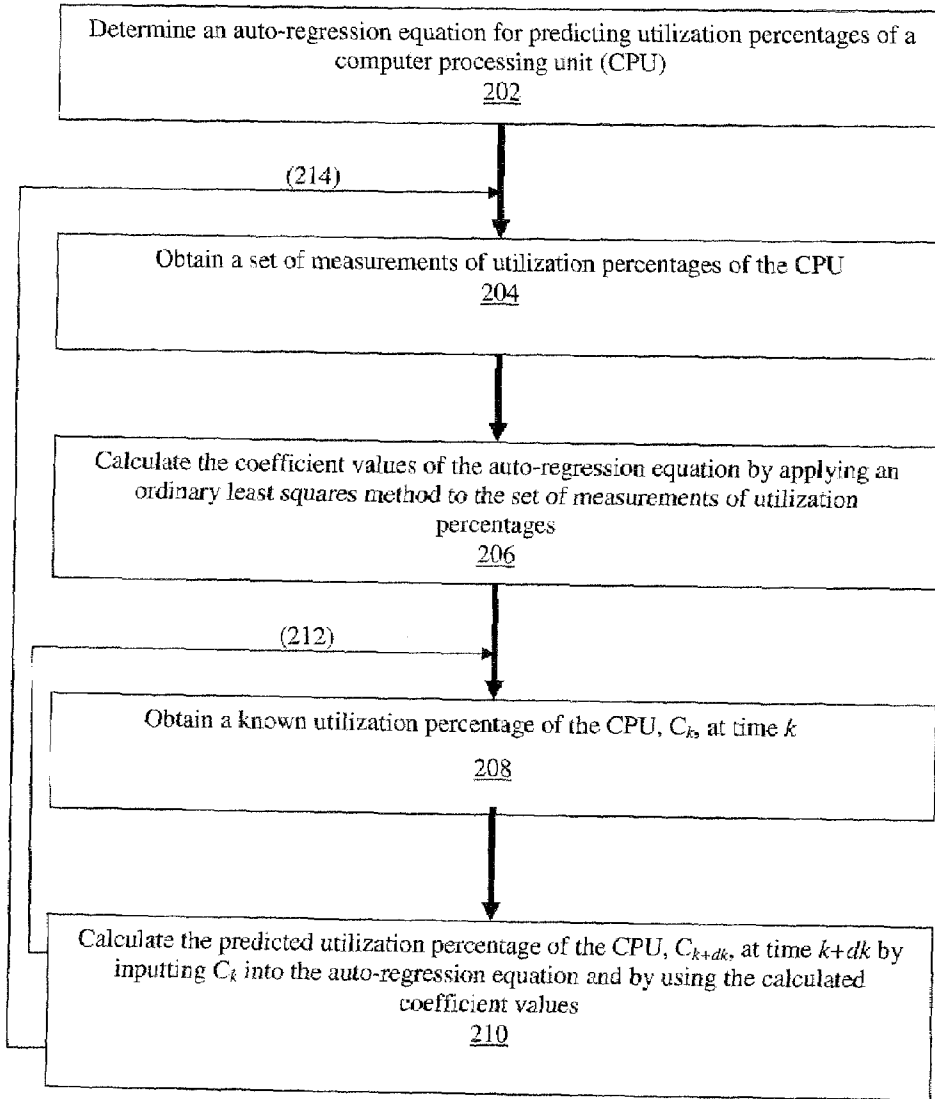 Determine an auto-regression equation for predicting utilization percentages of a
computer processing unit (CPU)
202
(214)
Obtain a set of measurements of utilization percentages of the CPU
204
Calculate the coefficient values of the auto-regression equation by applying an
ordinary least squares method to the set of measurements of utilization
percentages
206
(212)
Obtain a known utilization percentage of the CPU, Ck, at time k
208
Calculate the predicted utilization percentage of the CPU, Ck+dk, at time k+dk by
inputting Ck into the auto-regression equation and by using the calculated
coefficient values
210